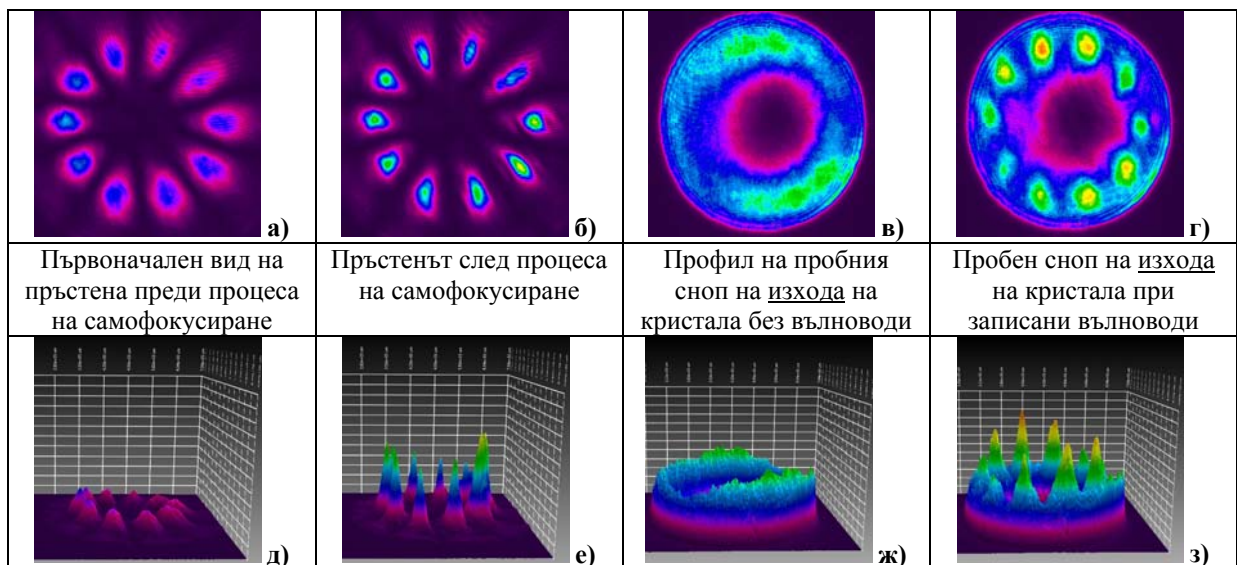 а)
б)
в)
г)
Първоначален вид на
пръстена преди процеса
на самофокусиране
Пръстенът след процеса
на самофокусиране
Профил на пробния
сноп на изхода на
кристала без вълноводи
Пробен сноп на изхода
на кристала при
записани вълноводи
д)
е)
ж)
з)